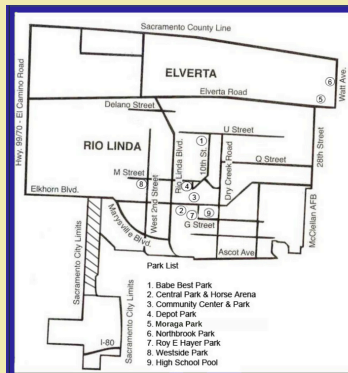 Sacramento County Line
Hwy. 99/70 - El Camino Road
Watt Ave.
ELVERTA
6
Elverta Road
5
Delano Street
U Street
28th Street
1
RIO LINDA
Rio Linda Blvd.
10th St.
Dry Creek Road
Q Street
M Street
8
4
West 2nd Street
3
Elkhorn Blvd.
2
7
9
G Street
McClellan AFB
Marysville Blvd.
Ascot Ave
Sacramento City Limits
Park List
1. Babe Best Park
2. Central Park & Horse Arena
3. Community Center & Park
4. Depot Park
5. Moraga Park
6. Northbrook Park
7. Roy E Hayer Park
8. Westside Park
9. High School Pool
Sacramento City Limits
I-80
Sacramento City Limits